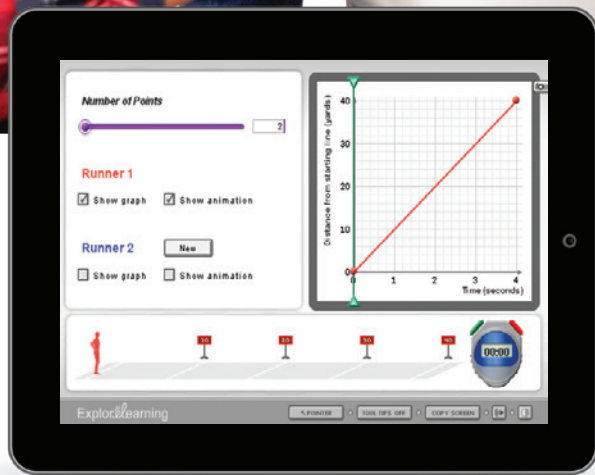 Number of Points
2
Runner 1
Show graph Show animation
Runner 2 New
Show graph Show animation
Distance from starting line (yards)
40
30
20
10
0
0 1 2 3 4
Time (seconds)
10 20 30 40
00:00
ExploreLearning
POINTER TOOL TIPS OFF COPY SCREEN